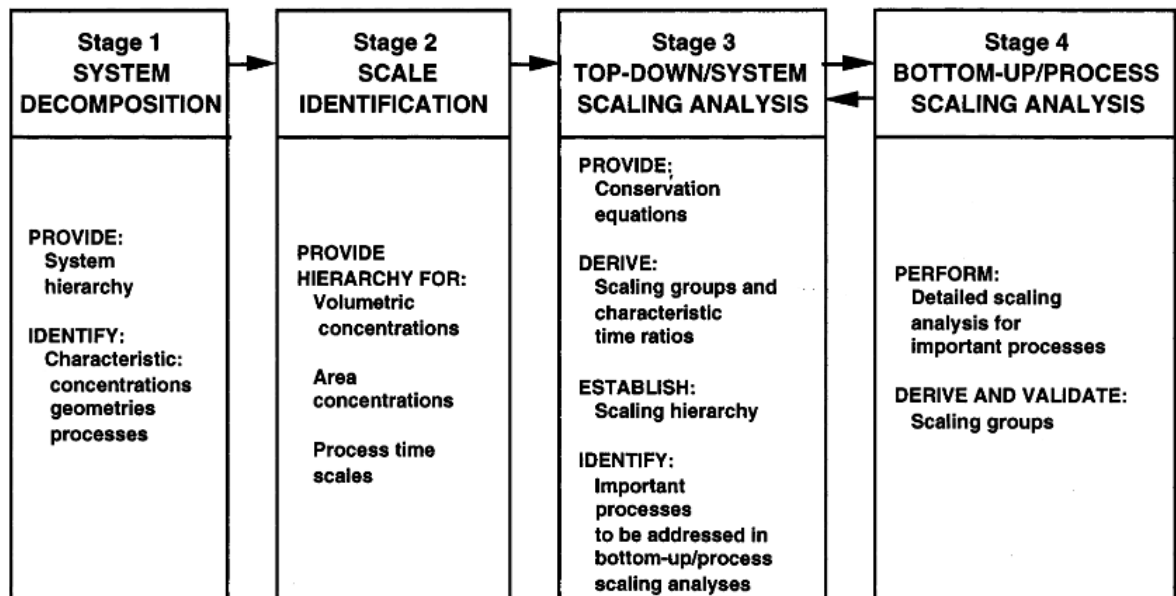 Stage 1
SYSTEM
DECOMPOSITION
PROVIDE:
System
hierarchy
IDENTIFY:
Characteristic:
concentrations
geometries
processes
Stage 2
SCALE
IDENTIFICATION
PROVIDE
HIERARCHY FOR:
Volumetric
concentrations
Area
concentrations
Process time
scales
Stage 3
TOP-DOWN/SYSTEM
SCALING ANALYSIS
PROVIDE:
Conservation
equations
DERIVE:
Scaling groups and
characteristic
time ratios
ESTABLISH:
Scaling hierarchy
IDENTIFY:
Important
processes
to be addressed in
bottom-up/process
scaling analyses
Stage 4
BOTTOM-UP/PROCESS
SCALING ANALYSIS
PERFORM:
Detailed scaling
analysis for
important processes
DERIVE AND VALIDATE:
Scaling groups